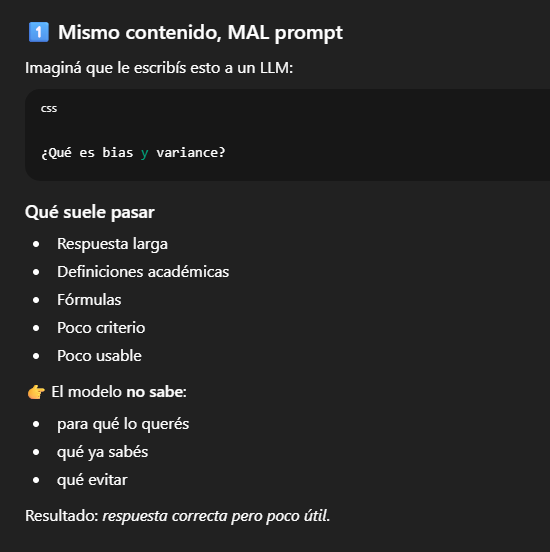 1 Mismo contenido, MAL prompt
Imaginá que le escribís esto a un LLM:
css
¿Qué es bias y variance?
Qué suele pasar
• Respuesta larga
• Definiciones académicas
• Fórmulas
• Poco criterio
• Poco usable
👉 El modelo no sabe:
• para qué lo querés
• qué ya sabés
• qué evitar
Resultado: respuesta correcta pero poco útil.